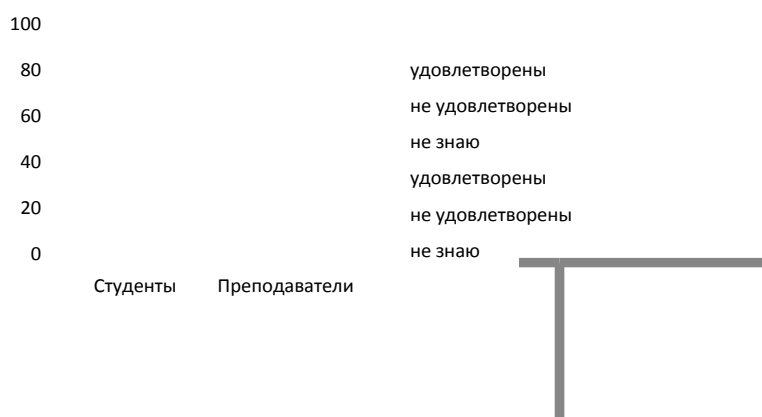 100
80
60
40
20
0
Студенты Преподаватели
удовлетворены
не удовлетворены
не знаю
удовлетворены
не удовлетворены
не знаю